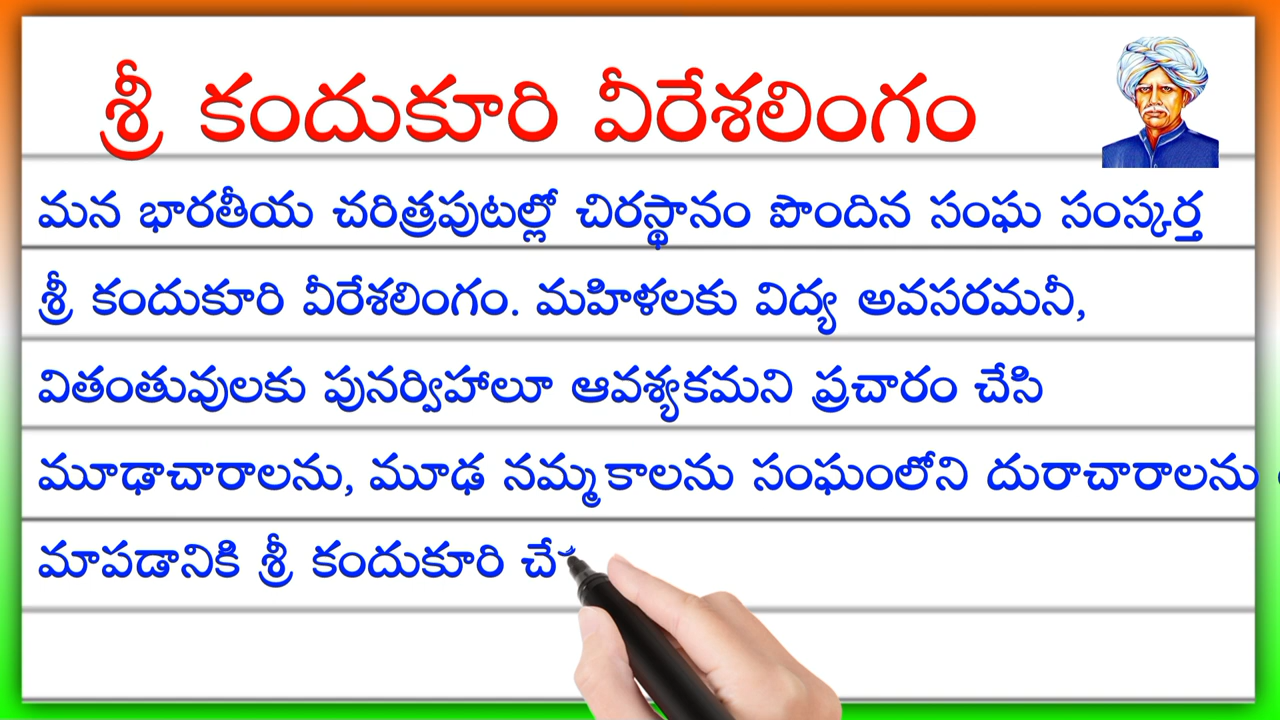 శ్రీ కందుకూరి వీరేశలింగం
మన భారతీయ చరిత్రపుటల్లో చిరస్థానం పొందిన సంఘ సంస్కర్త
శ్రీ కందుకూరి వీరేశలింగం. మహిళలకు విద్య అవసరమనీ,
వితంతువులకు పునర్విహాలూ ఆవశ్యకమని ప్రచారం చేసి
మూఢాచారాలను, మూఢ నమ్మకాలను సంఘంలోని దురాచారాలను
మాపడానికి శ్రీ కందుకూరి